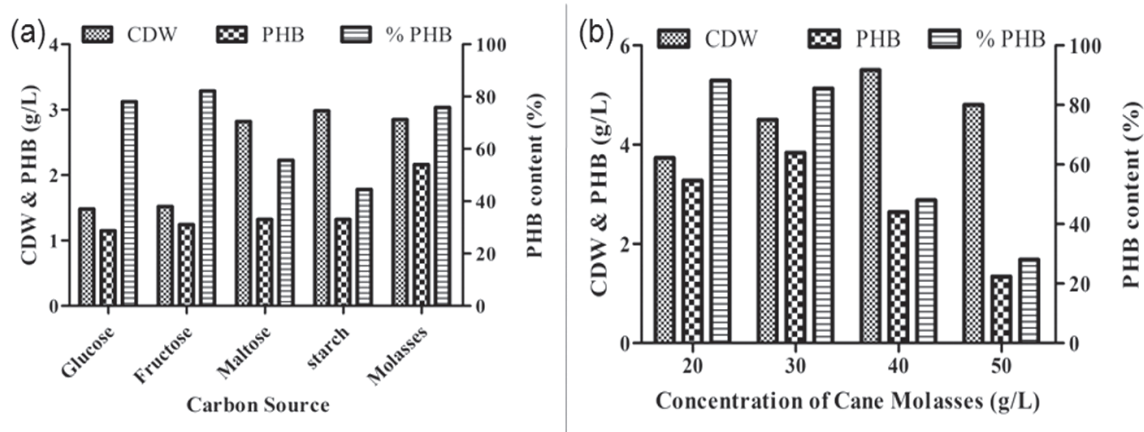 (a)
CDW PHB % PHB
CDW & PHB (g/L)
4
3
2
1
0
100
80
60
40
20
0
PHB content (%)
Glucose Fructose Maltose starch Molasses
Carbon Source
(b)
CDW PHB % PHB
CDW & PHB (g/L)
6
4
2
0
100
80
60
40
20
0
PHB content (%)
20 30 40 50
Concentration of Cane Molasses (g/L)